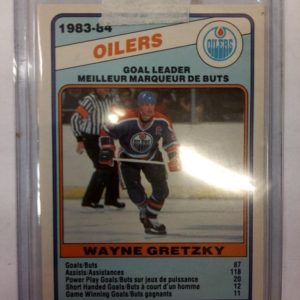 1983-84
OILERS
OILERS
GOAL LEADER
MEILLEUR MARQUEUR DE BUTS
WAYNE GRETZKY
Goals/Buts 87
Assists/Assistances 118
Power Play Goals/Buts sur jeux de puissance 20
Short Handed Goals/Buts à court d'un homme 12
Game Winning Goals/Buts gagnants 11